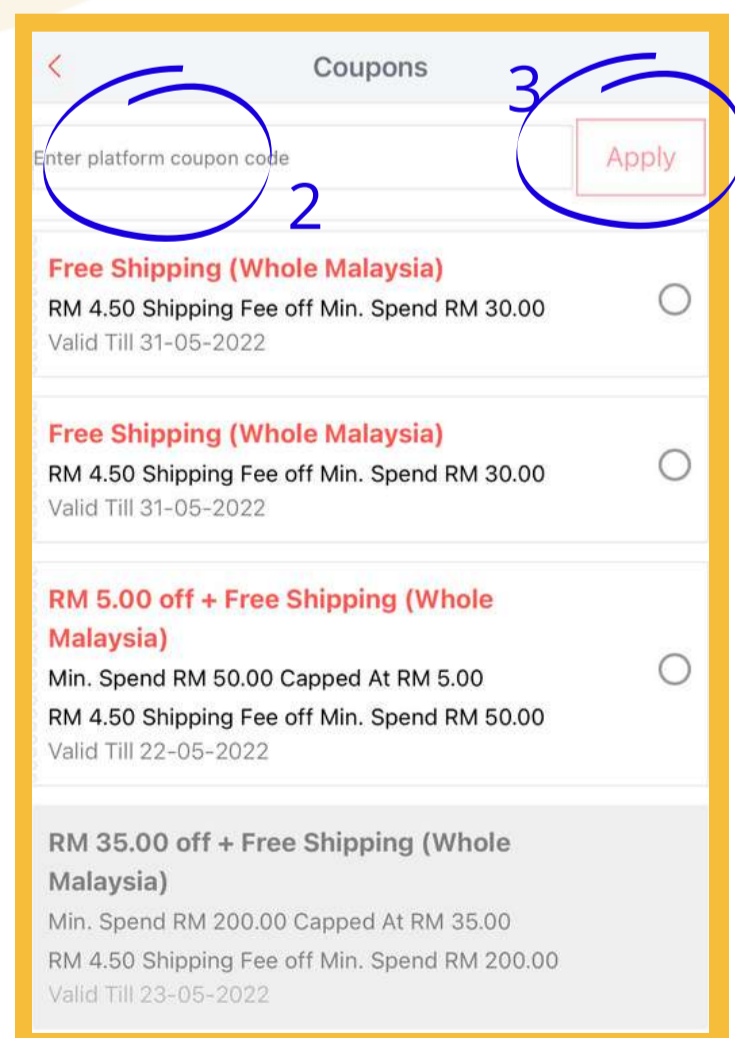 Coupons
3
Enter platform coupon code
Apply
2
Free Shipping (Whole Malaysia)
RM 4.50 Shipping Fee off Min. Spend RM 30.00
Valid Till 31-05-2022
Free Shipping (Whole Malaysia)
RM 4.50 Shipping Fee off Min. Spend RM 30.00
Valid Till 31-05-2022
RM 5.00 off + Free Shipping (Whole
Malaysia)
Min. Spend RM 50.00 Capped At RM 5.00
RM 4.50 Shipping Fee off Min. Spend RM 50.00
Valid Till 22-05-2022
RM 35.00 off + Free Shipping (Whole
Malaysia)
Min. Spend RM 200.00 Capped At RM 35.00
RM 4.50 Shipping Fee off Min. Spend RM 200.00
Valid Till 23-05-2022